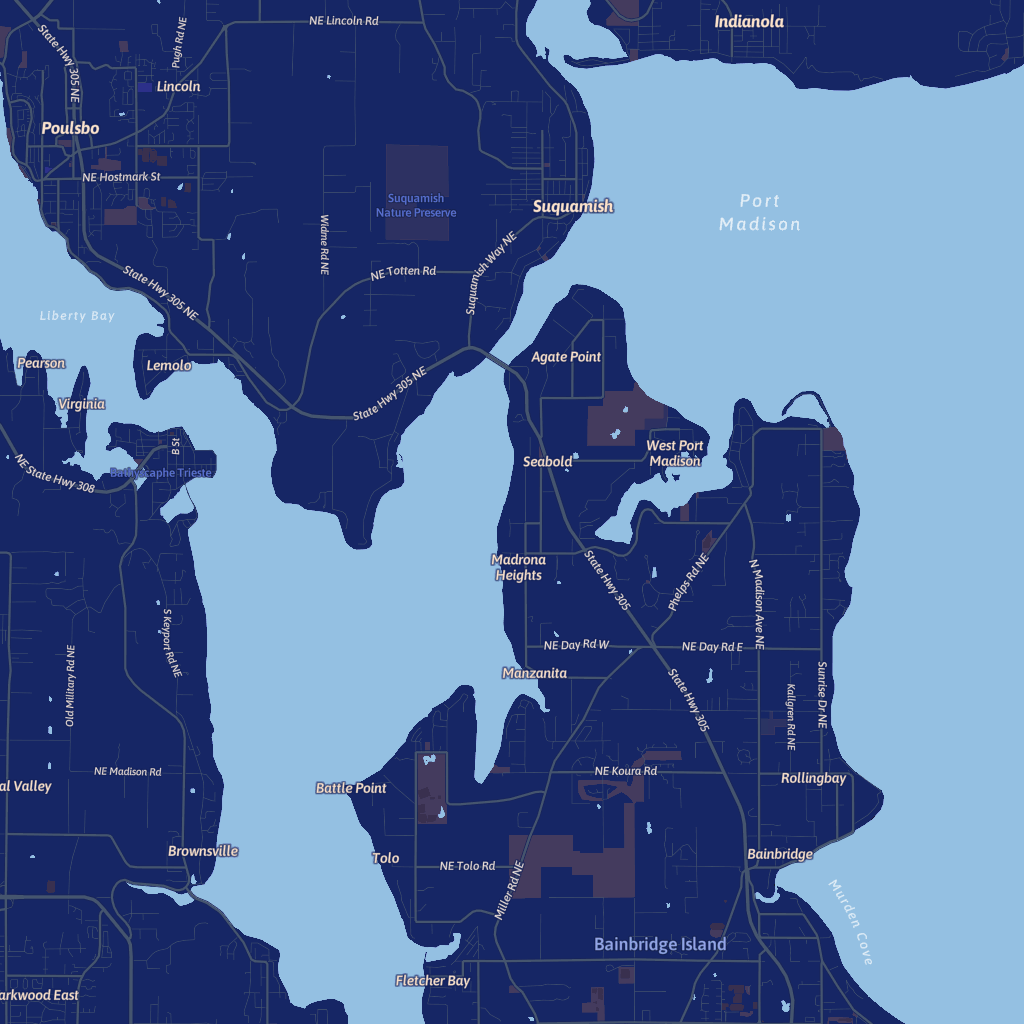 NE Lincoln Rd
Indianola
Pugh Rd NE
State Hwy 305 NE
Lincoln
Poulsbo
NE Hostmark St
Suquamish
Nature Preserve
Suquamish
Port
Madison
Widme Rd NE
NE Totten Rd
Suquamish Way NE
State Hwy 305 NE
Liberty Bay
Pearson
Lemolo
Agate Point
State Hwy 305 NE
Virginia
B St
West Port
Madison
Seabold
NE State Hwy 308
Bathyscaphe Trieste
Madrona
Heights
State Hwy 305
Phelps Rd NE
N Madison Ave NE
S Keyport Rd NE
NE Day Rd W
NE Day Rd E
Old Military Rd NE
Manzanita
State Hwy 305
Kallgren Rd NE
Sunrise Dr NE
NE Madison Rd
NE Koura Rd
Rollingbay
al Valley
Battle Point
Brownsville
Tolo
NE Tolo Rd
Bainbridge
Miller Rd NE
Murden Cove
Bainbridge Island
Fletcher Bay
arkwood East